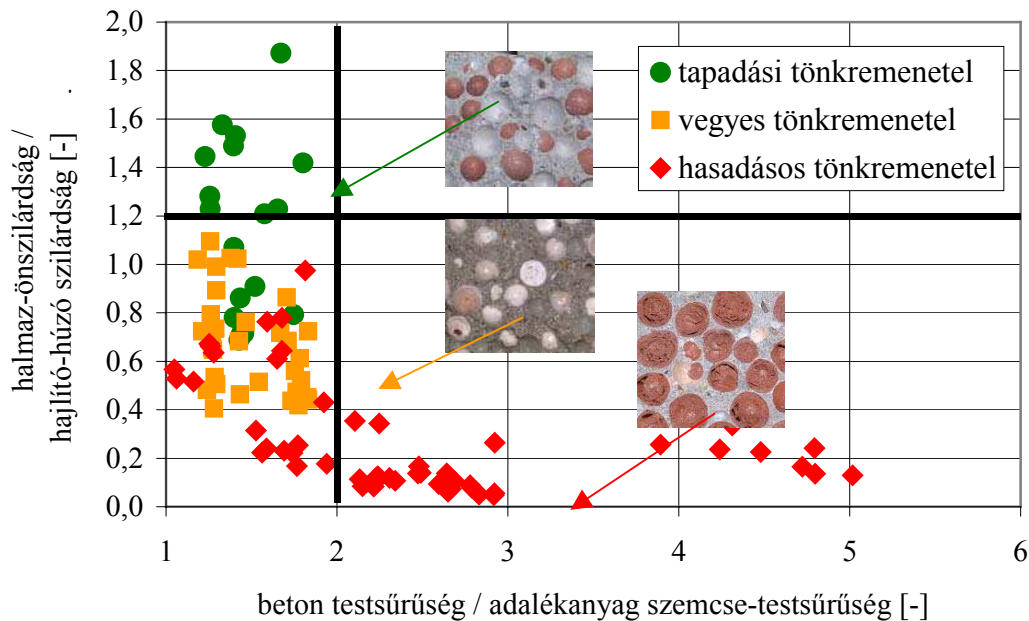 halmaz-önszilárdság /
hajlító-húzó szilárdság [-]
.
2,0
1,8
1,6
1,4
1,2
1,0
0,8
0,6
0,4
0,2
0,0
tapadási tönkremenetel
vegyes tönkremenetel
hasadásos tönkremenetel
1 2 3 4 5 6
beton testsűrűség / adalékanyag szemcse-testsűrűség [-]